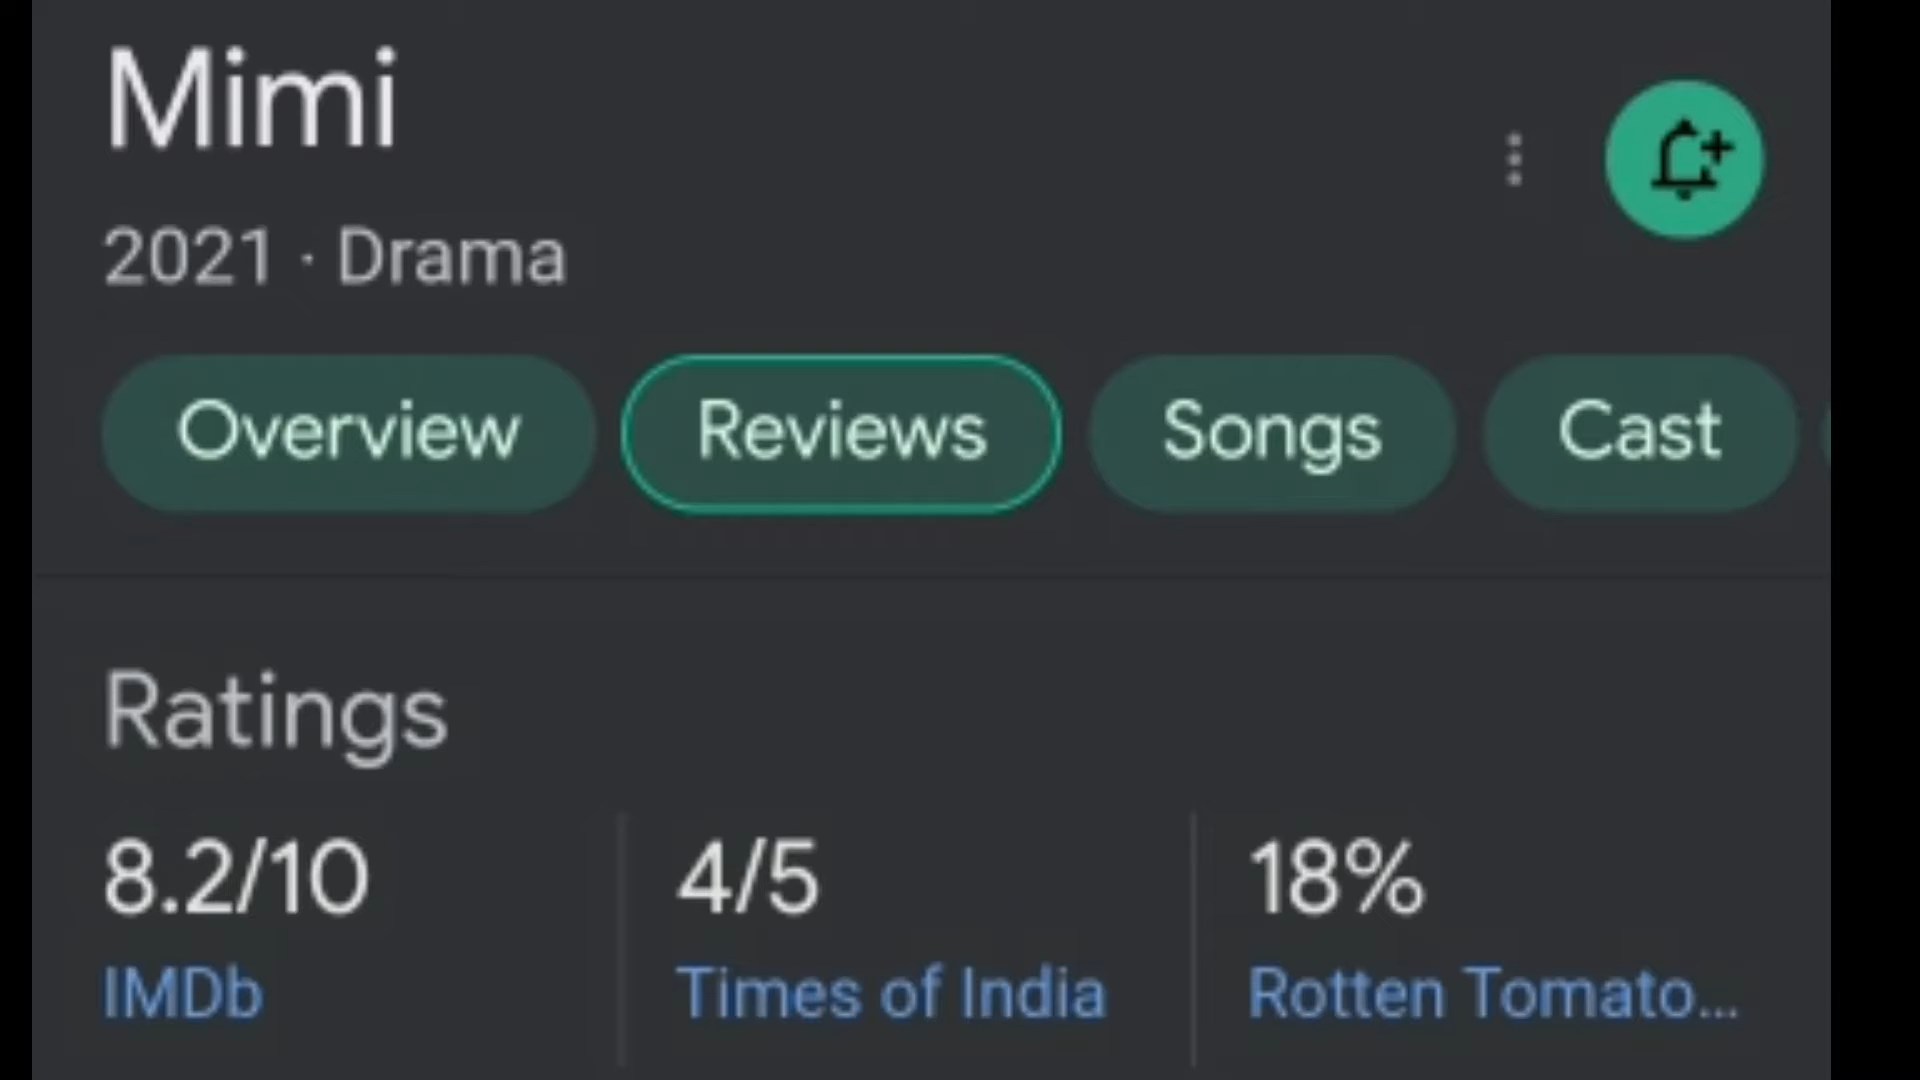 Mimi
2021 · Drama
Overview Reviews Songs Cast
Ratings
8.2/10 4/5 18%
IMDb Times of India Rotten Tomato...